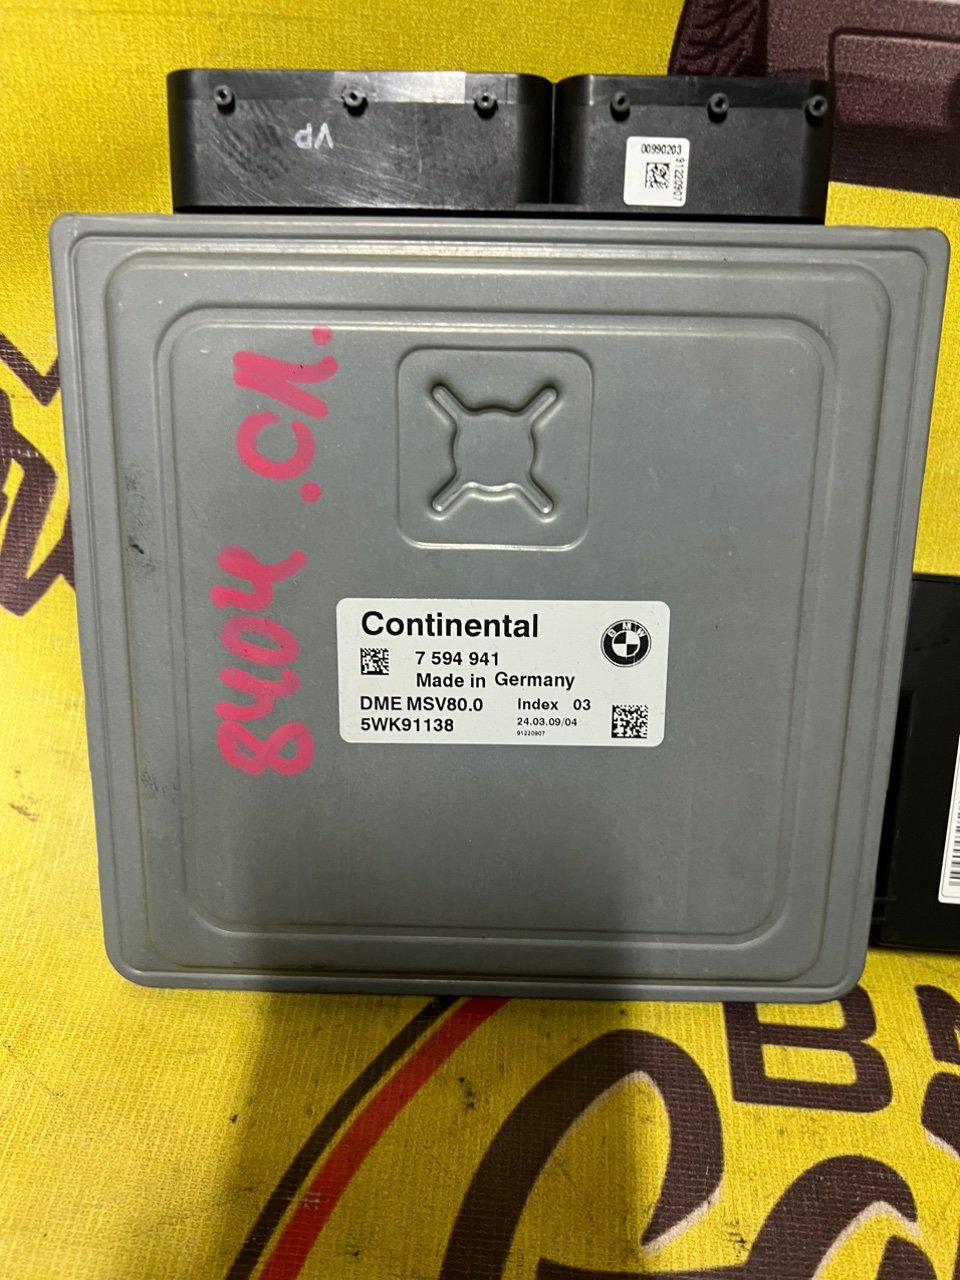 VP
00990203
91220907
8404.СЛ.
Continental
BMW
7 594 941
Made in Germany
DME MSV80.0 Index 03
5WK91138 24.03.09/04
91220907